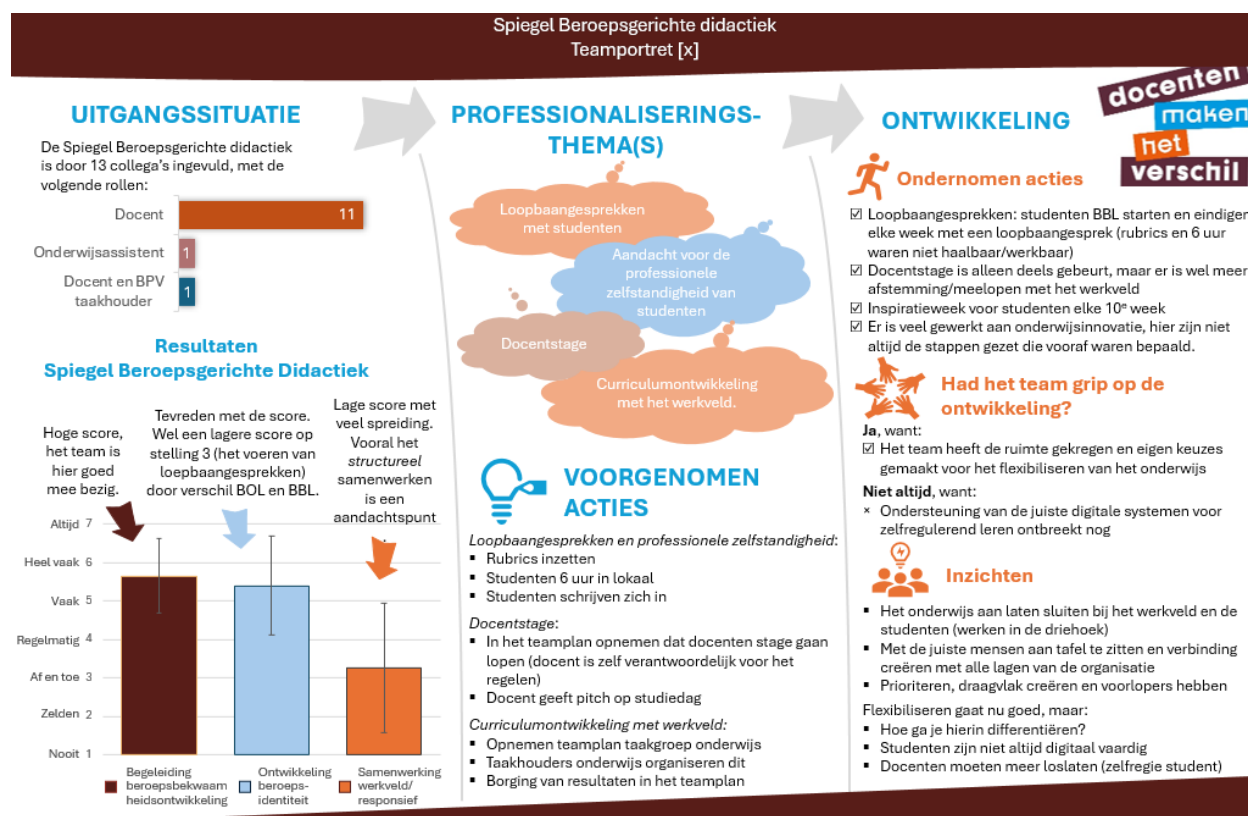 Spiegel Beroepsgerichte didactiek
Teamportret [x]
UITGANGSSITUATIE
De Spiegel Beroepsgerichte didactiek
is door 13 collega's ingevuld, met de
volgende rollen:
Docent
11
Onderwijsassistent
1
Docent en BPV
taakhouder
1
Resultaten
Spiegel Beroepsgerichte Didactiek
Hoge score,
het team is
hier goed
mee bezig.
Tevreden met de score.
Wel een lagere score op
stelling 3 (het voeren van
loepbaangesprekken)
door verschil BOL en BBL.
Lage score met
veel spreiding.
Vooral het
structureel
samenwerken
is een
aandachtspunt
.
Altijd 7
Heel vaak 6
Vaak 5
Regelmatig 4
Af en toe 3
Zelden 2
Nooit 1
Begeleiding
beroepsbekwaam
heidsontwikkeling
Ontwikkeling
beroeps-
identiteit
Samenwerking
werkveld/
responsief
PROFESSIONALISERINGS-
THEMA(S)
Loopbaangesprekken
met studenten
Aandacht voor de
professionele
zelfstandigheid van
studenten
Docentstage
Curriculumontwikkeling
met het werkveld.
VOORGENOMEN
ACTIES
Loopbaangesprekken en professionele zelfstandigheid:
▪ Rubrics inzetten
▪ Studenten 6 uur in lokaal
▪ Studenten schrijven zich in
Docentstage:
▪ In het teamplan opnemen dat docenten stage gaan
lopen (docent is zelf verantwoordelijk voor het
regelen)
▪ Docent geeft pitch op studiedag
Curriculumontwikkeling met werkveld:
▪ Opnemen teamplan taakgroep onderwijs
▪ Taakhouders onderwijs organiseren dit
▪ Borging van resultaten in het teamplan
ONTWIKKELING
docenten
maken
het
verschil
Ondernomen acties
☑ Loopbaangesprekken: studenten BBL starten en eindigen
elke week met een loopbaangesprek (rubrics en 6 uur
waren niet haalbaar/werkbaar)
☑ Docentstage is alleen deels gebeurt, maar er is wel meer
afstemming/meelopen met het werkveld
☑ Inspiratieweek voor studenten elke 10e week
☑ Er is veel gewerkt aan onderwijsinnovatie, hier zijn niet
altijd de stappen gezet die vooraf waren bepaald.
Had het team grip op de
ontwikkeling?
Ja, want:
☑ Het team heeft de ruimte gekregen en eigen keuzes
gemaakt voor het flexibiliseren van het onderwijs
Niet altijd, want:
× Ondersteuning van de juiste digitale systemen voor
zelfregulerend leren ontbreekt nog
Inzichten
▪ Het onderwijs aan laten sluiten bij het werkveld en de
studenten (werken in de driehoek)
▪ Met de juiste mensen aan tafel te zitten en verbinding
creëren met alle lagen van de organisatie
▪ Prioriteren, draagvlak creëren en voorlopers hebben
Flexibiliseren gaat nu goed, maar:
▪ Hoe ga je hierin differentiëren?
▪ Studenten zijn niet altijd digitaal vaardig
▪ Docenten moeten meer loslaten (zelfregie student)